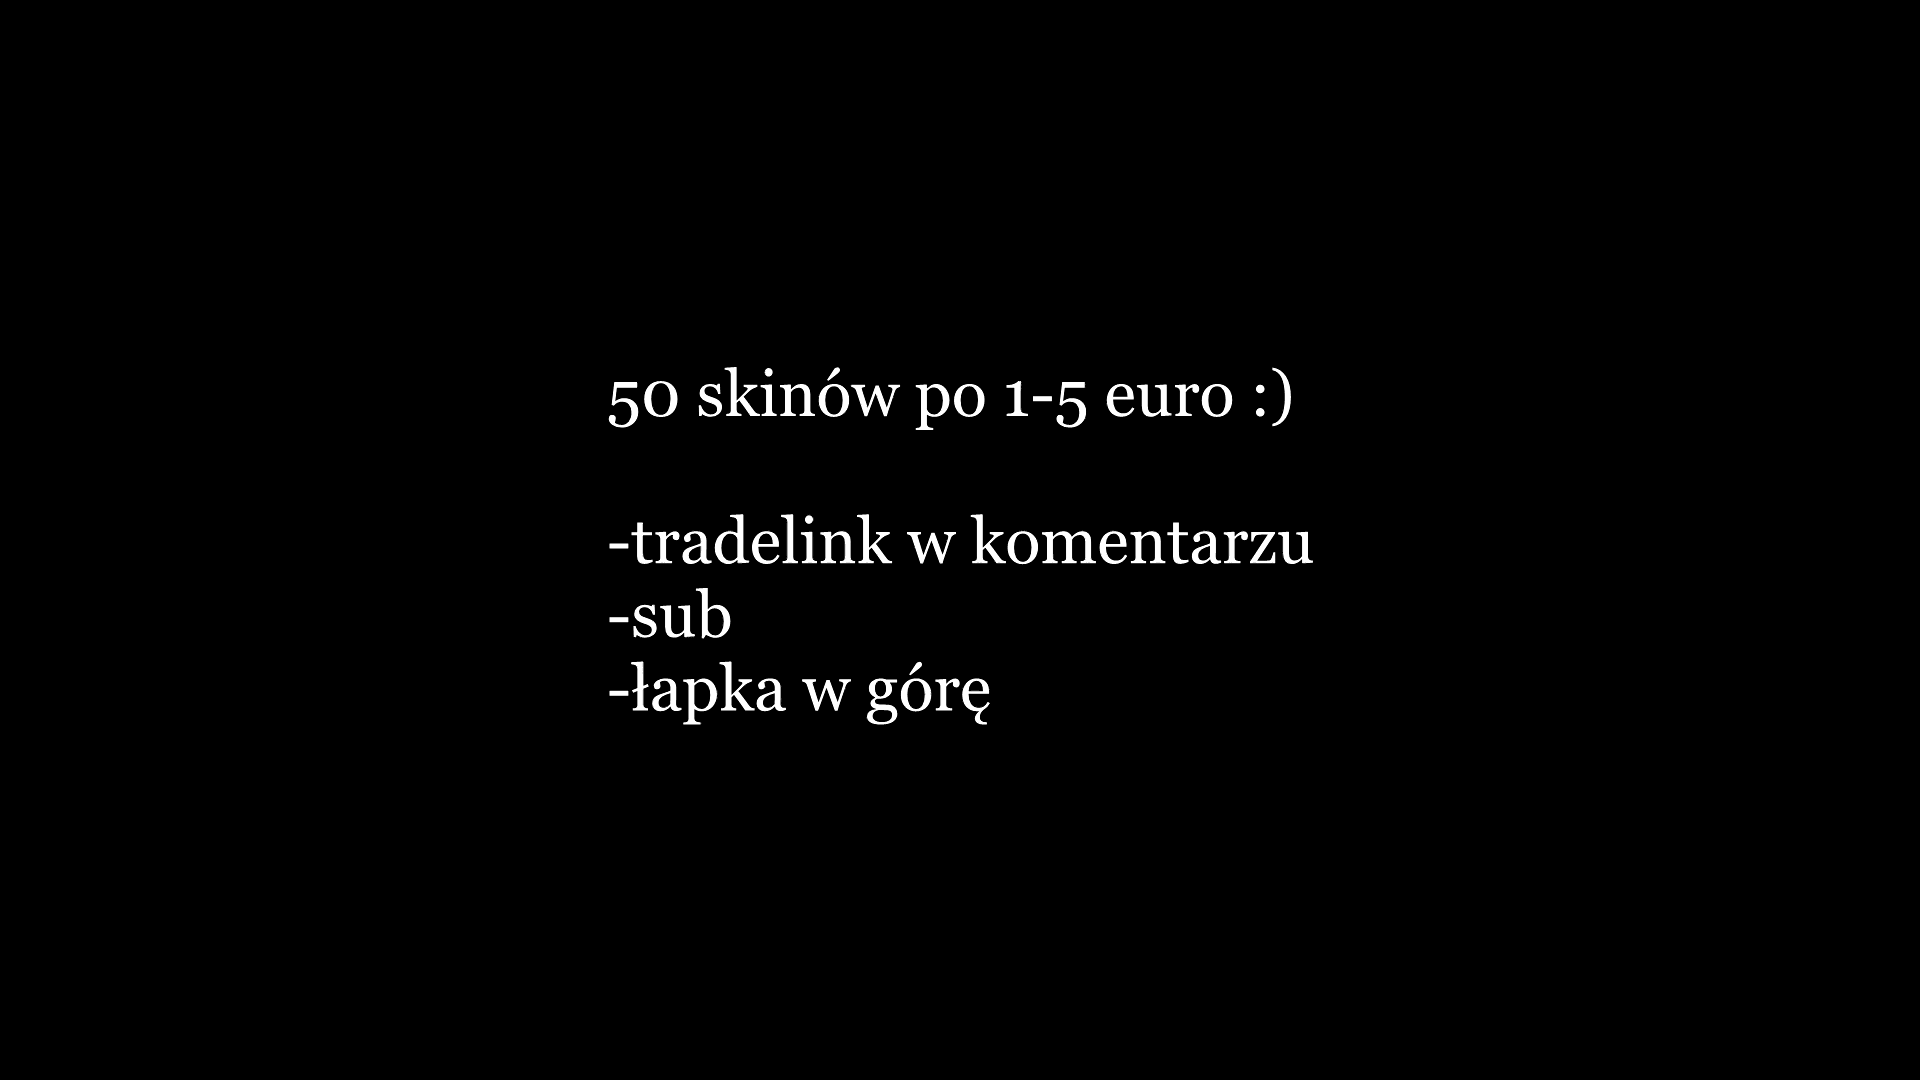 50 skinów po 1-5 euro :)
-tradelink w komentarzu
-sub
-łapka w górę